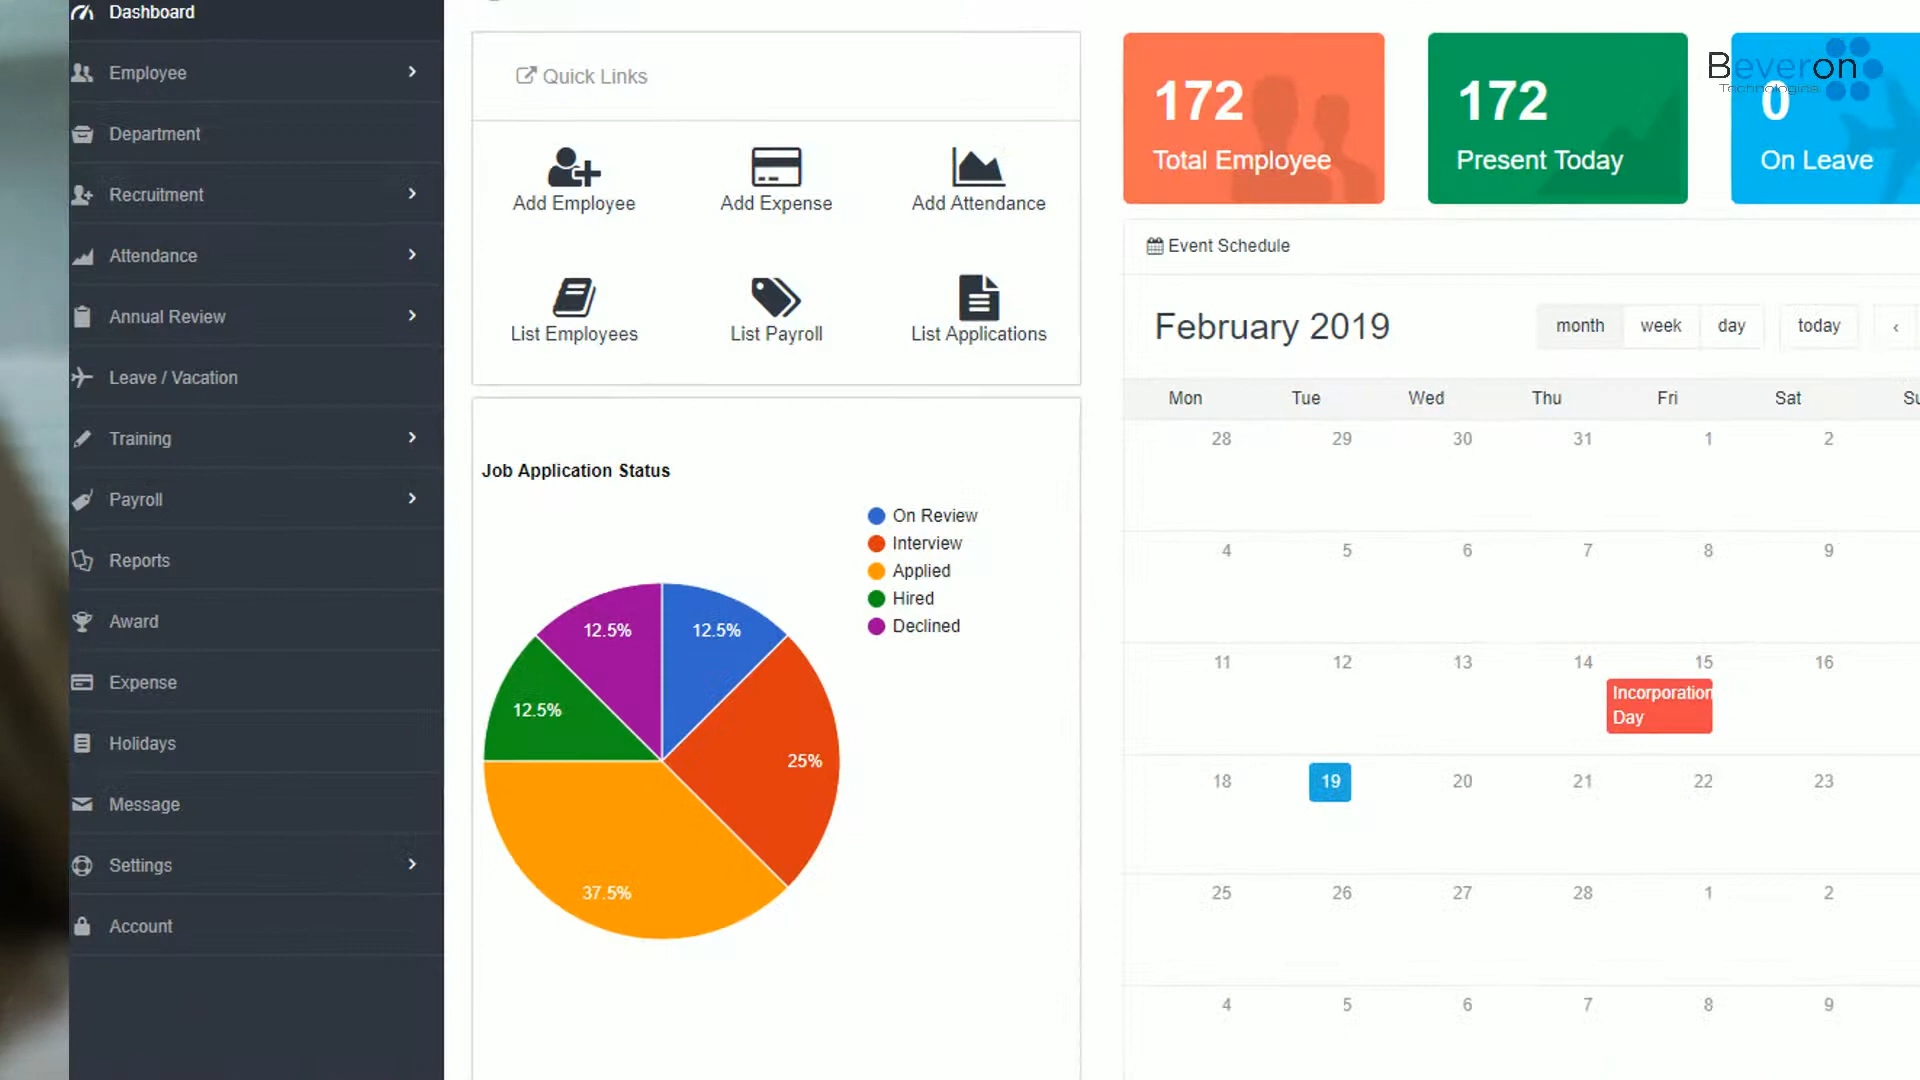 Dashboard
Employee
Department
Recruitment
Attendance
Annual Review
Leave / Vacation
Training
Payroll
Reports
Award
Expense
Holidays
Message
Settings
Account
Quick Links
Add Employee
Add Expense
Add Attendance
List Employees
List Payroll
List Applications
Job Application Status
On Review
Interview
Applied
Hired
Declined
12.5%
12.5%
12.5%
25%
37.5%
172
Total Employee
172
Present Today
0
On Leave
Beveron
Technologies
Event Schedule
February 2019
month week day today
Mon Tue Wed Thu Fri Sat
28 29 30 31 1 2
4 5 6 7 8 9
11 12 13 14 15 16
Incorporation
Day
18 19 20 21 22 23
25 26 27 28 1 2
4 5 6 7 8 9